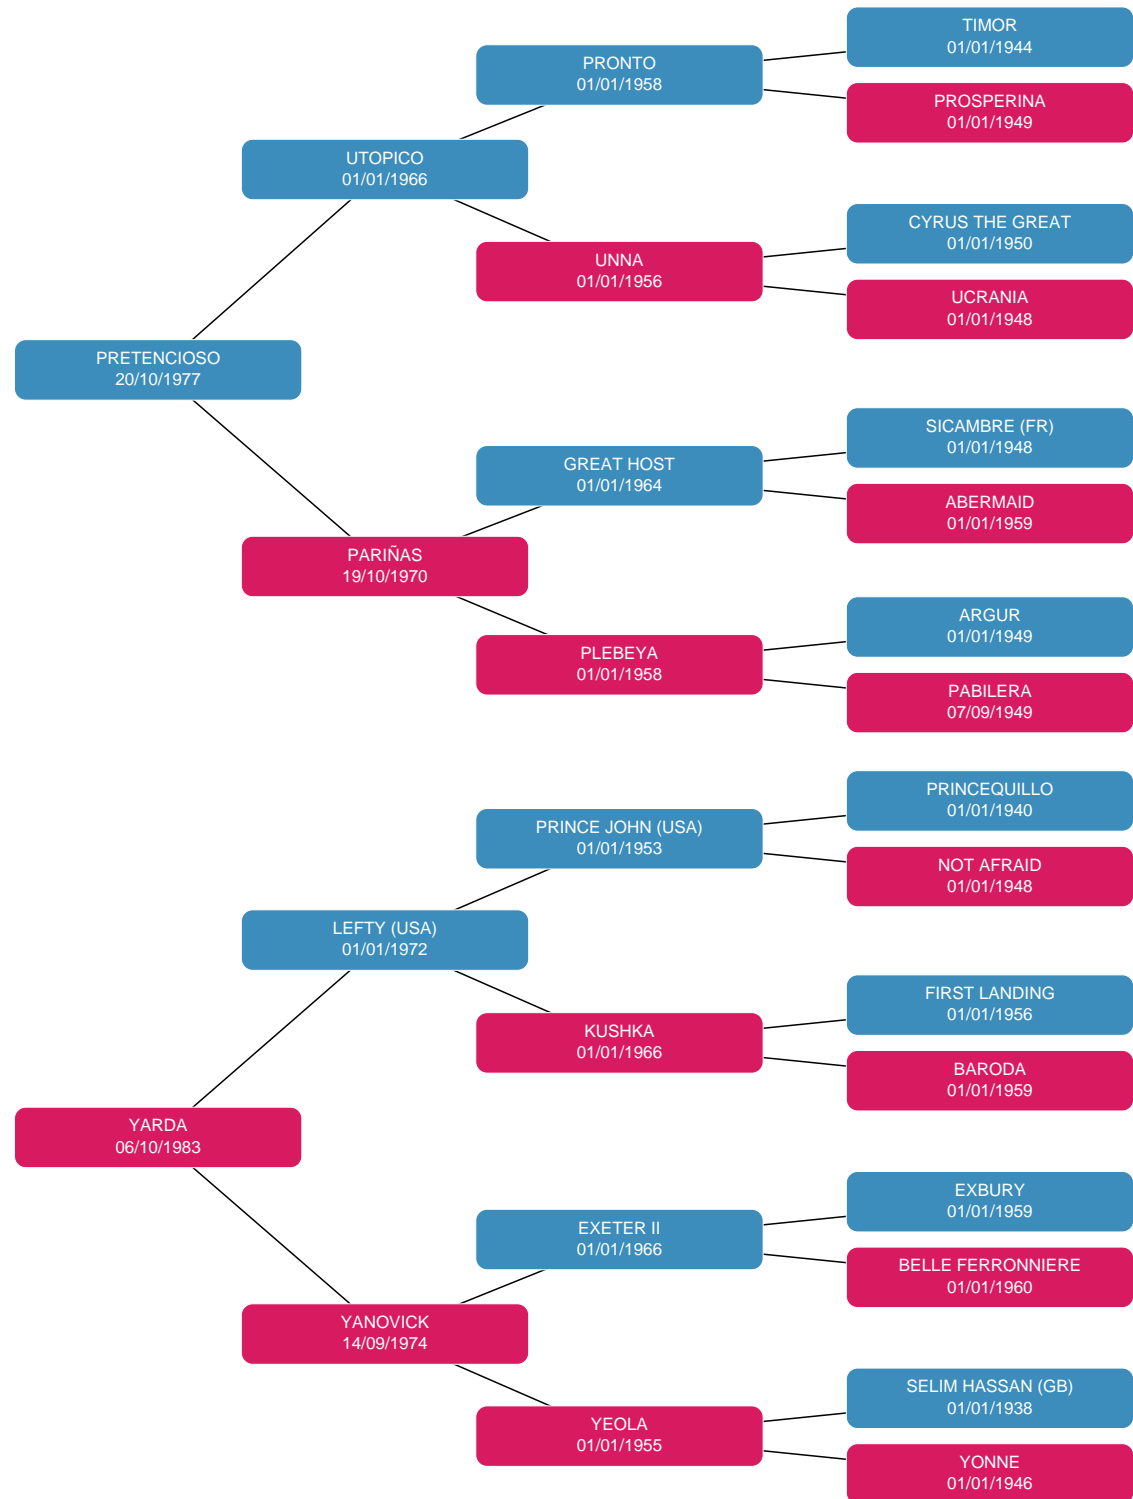 TIMOR
01/01/1944
PRONTO
01/01/1958
PROSPERINA
01/01/1949
UTOPICO
01/01/1966
CYRUS THE GREAT
01/01/1950
UNNA
01/01/1956
UCRANIA
01/01/1948
PRETENCIOSO
20/10/1977
SICAMBRE (FR)
01/01/1948
GREAT HOST
01/01/1964
ABERMAID
01/01/1959
PARIÑAS
19/10/1970
ARGUR
01/01/1949
PLEBEYA
01/01/1958
PABILERA
07/09/1949
PRINCEQUILLO
01/01/1940
PRINCE JOHN (USA)
01/01/1953
NOT AFRAID
01/01/1948
LEFTY (USA)
01/01/1972
FIRST LANDING
01/01/1956
KUSHKA
01/01/1966
BARODA
01/01/1959
YARDA
06/10/1983
EXBURY
01/01/1959
EXETER II
01/01/1966
BELLE FERRONNIERE
01/01/1960
YANOVICK
14/09/1974
SELIM HASSAN (GB)
01/01/1938
YEOLA
01/01/1955
YONNE
01/01/1946